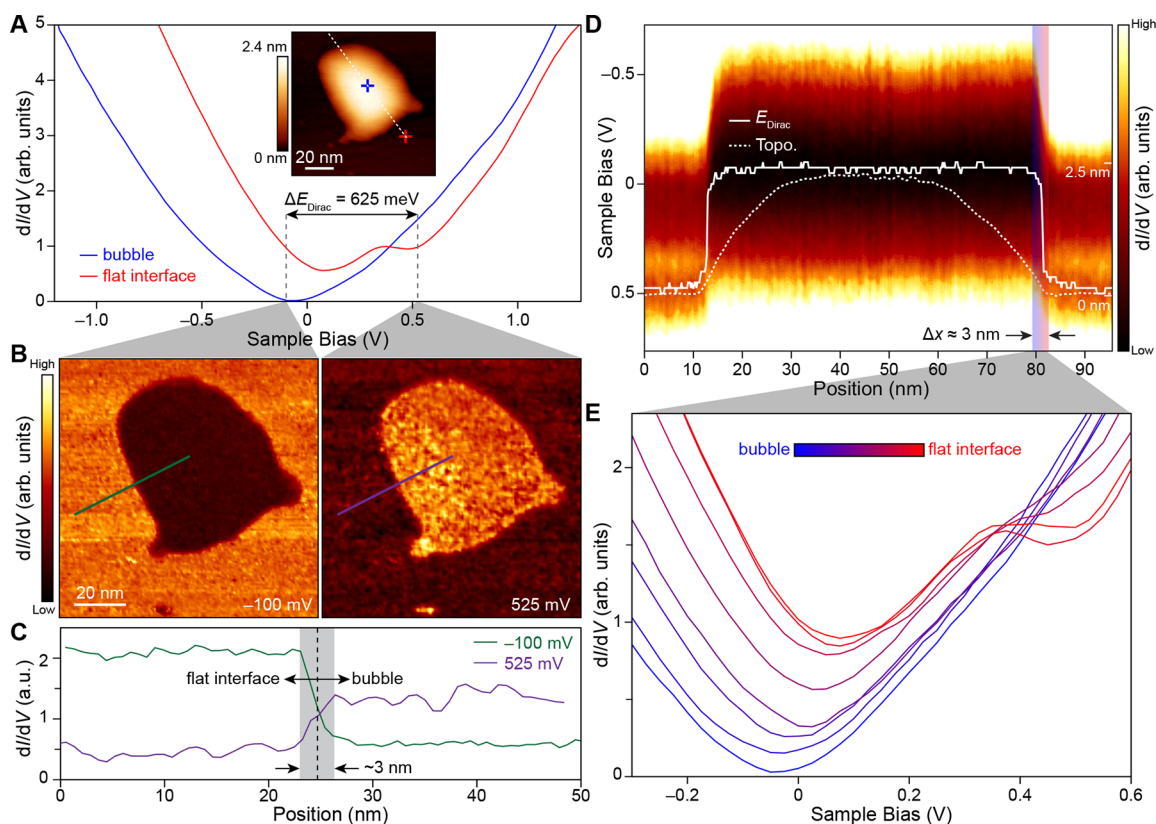 A
5
4
3
2
1
0
dI/dV (arb. units)
2.4 nm
0 nm
20 nm
ΔE_Dirac = 625 meV
bubble
flat interface
–1.0
–0.5
0
0.5
1.0
Sample Bias (V)
B
High
Low
dI/dV (arb. units)
20 nm
–100 mV
525 mV
C
2
1
0
dI/dV (a.u.)
–100 mV
525 mV
flat interface
bubble
~3 nm
0
10
20
30
40
50
Position (nm)
D
–0.5
0
0.5
Sample Bias (V)
E_Dirac
Topo.
2.5 nm
0 nm
Δx ≈ 3 nm
High
Low
dI/dV (arb. units)
0
10
20
30
40
50
60
70
80
90
Position (nm)
E
bubble
flat interface
2
1
0
dI/dV (arb. units)
–0.2
0
0.2
0.4
0.6
Sample Bias (V)